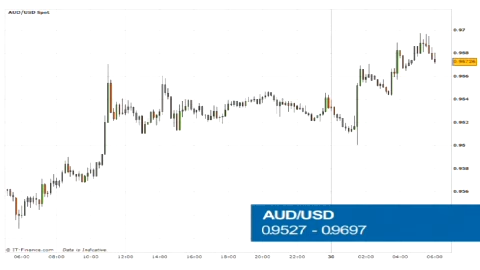 AUD/USD Spot
0.97
0.968
0.966
0.964
0.962
0.96
0.958
0.956
AUD/USD
0.9527 - 0.9697
06:00 08:00 10:00 12:00 14:00 16:00 18:00 20:00 22:00 30 02:00 04:00 06:00
© IT-Finance.com Data is Indicative